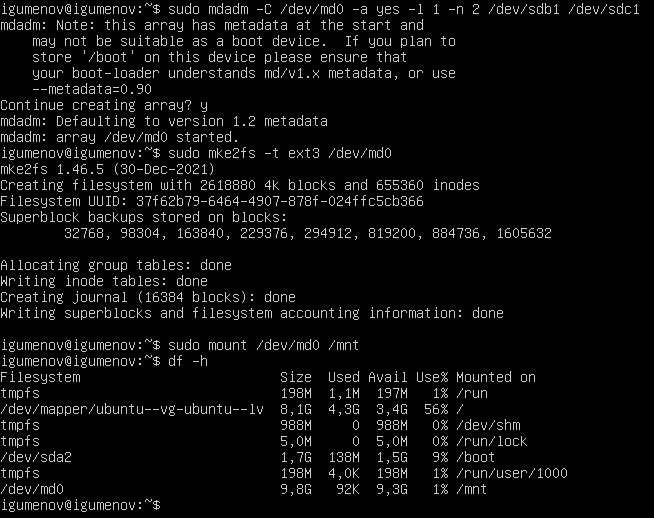 igumenov@igumenov:~$ sudo mdadm -C /dev/md0 -a yes -l 1 -n 2 /dev/sdb1 /dev/sdc1
mdadm: Note: this array has metadata at the start and
    may not be suitable as a boot device.  If you plan to
    store '/boot' on this device please ensure that
    your boot-loader understands md/v1.x metadata, or use
    --metadata=0.90
Continue creating array? y
mdadm: Defaulting to version 1.2 metadata
mdadm: array /dev/md0 started.
igumenov@igumenov:~$ sudo mke2fs -t ext3 /dev/md0
mke2fs 1.46.5 (30-Dec-2021)
Creating filesystem with 2618880 4k blocks and 655360 inodes
Filesystem UUID: 37f62b79-6464-4907-878f-024ffc5cb366
Superblock backups stored on blocks:
        32768, 98304, 163840, 229376, 294912, 819200, 884736, 1605632
Allocating group tables: done
Writing inode tables: done
Creating journal (16384 blocks): done
Writing superblocks and filesystem accounting information: done
igumenov@igumenov:~$ sudo mount /dev/md0 /mnt
igumenov@igumenov:~$ df -h
Filesystem                         Size  Used Avail Use% Mounted on
tmpfs                              198M  1,1M  197M   1% /run
/dev/mapper/ubuntu--vg-ubuntu--lv  8,1G  4,3G  3,4G  56% /
tmpfs                              988M     0  988M   0% /dev/shm
tmpfs                              5,0M     0  5,0M   0% /run/lock
/dev/sda2                          1,7G  138M  1,5G   9% /boot
tmpfs                              198M  4,0K  198M   1% /run/user/1000
/dev/md0                           9,8G   92K  9,3G   1% /mnt
igumenov@igumenov:~$